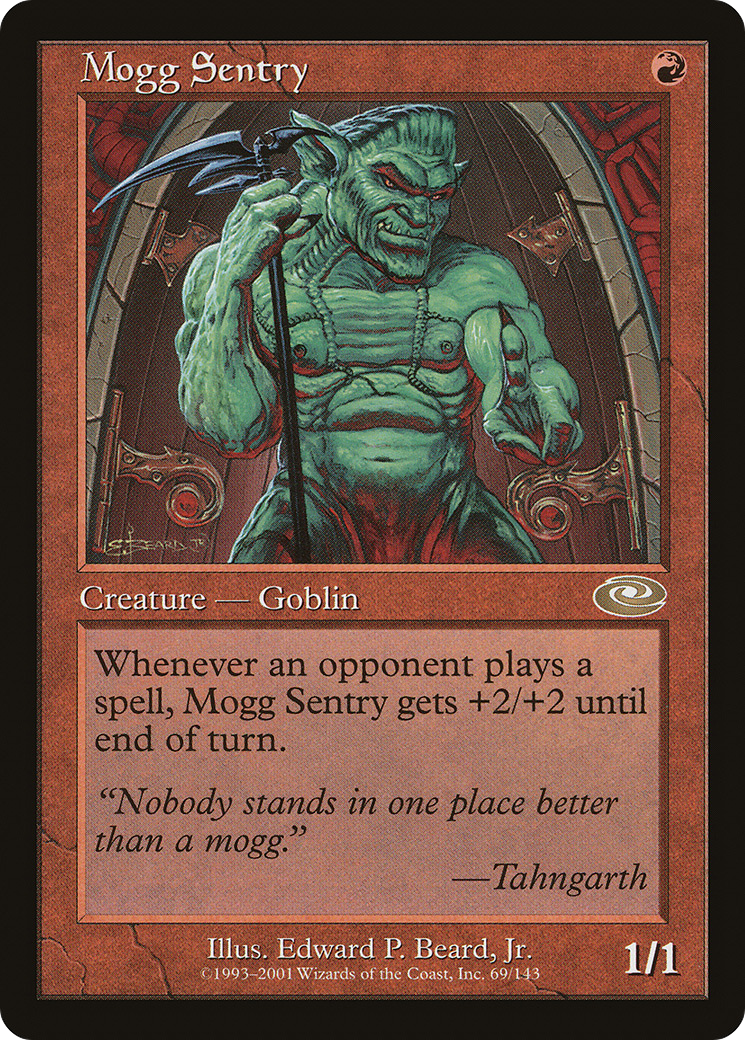 Mogg Sentry
S. BEARD JR
Creature — Goblin
Whenever an opponent plays a
spell, Mogg Sentry gets +2/+2 until
end of turn.
“Nobody stands in one place better
than a mogg.”
—Tahngarth
Illus. Edward P. Beard, Jr.
©1993–2001 Wizards of the Coast, Inc. 69/143
1/1